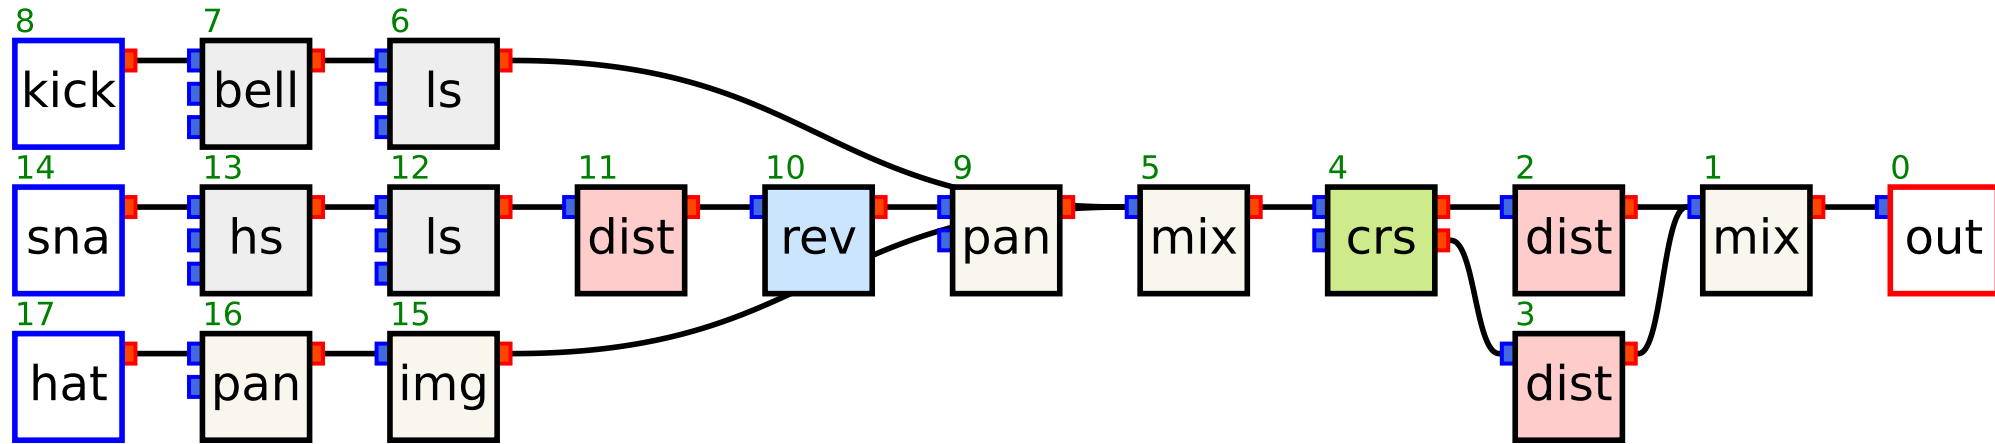 8 7 6
kick bell ls
14 13 12 11 10 9 5 4 2 1 0
sna hs ls dist rev pan mix crs dist mix out
17 16 15 3
hat pan img dist